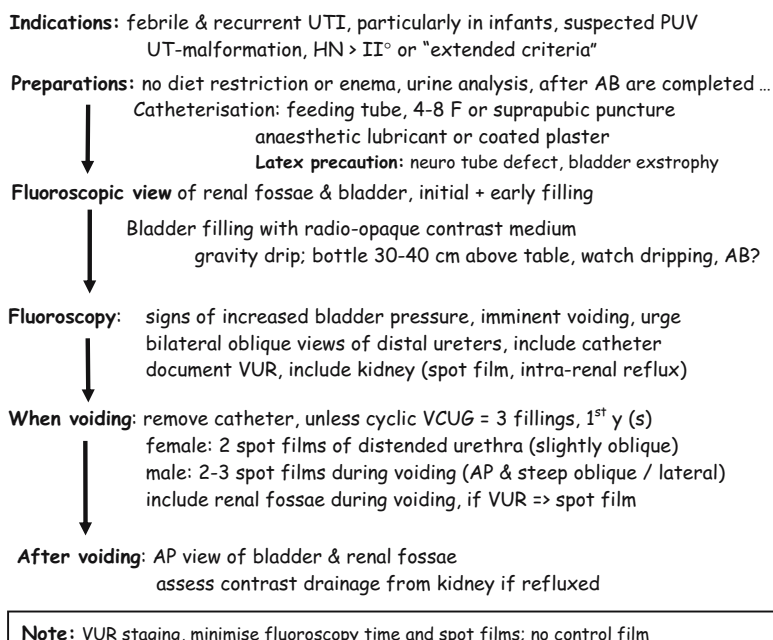 Indications: febrile & recurrent UTI, particularly in infants, suspected PUV
UT-malformation, HN > II° or "extended criteria"
Preparations: no diet restriction or enema, urine analysis, after AB are completed ...
Catheterisation: feeding tube, 4-8 F or suprapubic puncture
anaesthetic lubricant or coated plaster
Latex precaution: neuro tube defect, bladder exstrophy
Fluoroscopic view of renal fossae & bladder, initial + early filling
Bladder filling with radio-opaque contrast medium
gravity drip; bottle 30-40 cm above table, watch dripping, AB?
Fluoroscopy: signs of increased bladder pressure, imminent voiding, urge
bilateral oblique views of distal ureters, include catheter
document VUR, include kidney (spot film, intra-renal reflux)
When voiding: remove catheter, unless cyclic VCUG = 3 fillings, 1st y (s)
female: 2 spot films of distended urethra (slightly oblique)
male: 2-3 spot films during voiding (AP & steep oblique / lateral)
include renal fossae during voiding, if VUR => spot film
After voiding: AP view of bladder & renal fossae
assess contrast drainage from kidney if refluxed
Note: VUR staging, minimise fluoroscopy time and spot films; no control film